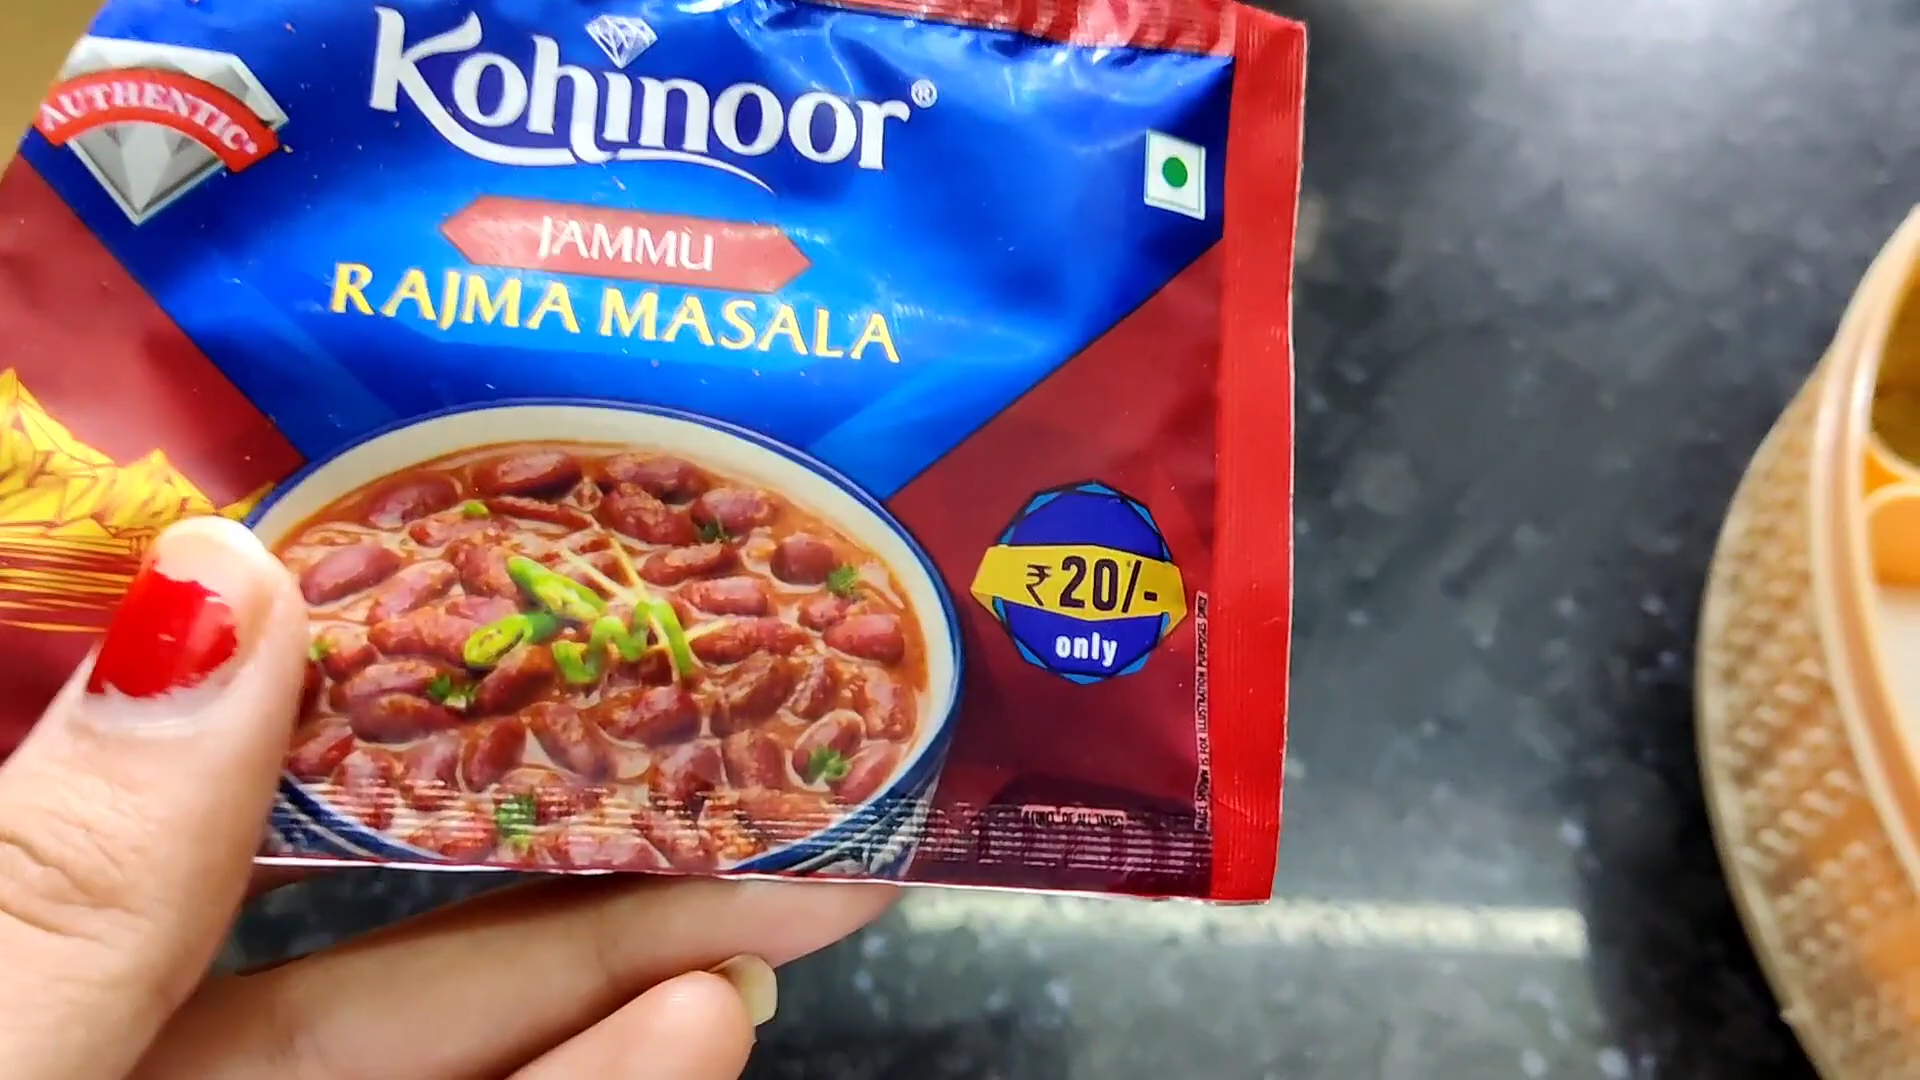 AUTHENTIC
Kohinoor®
JAMMU
RAJMA MASALA
₹20/-
only